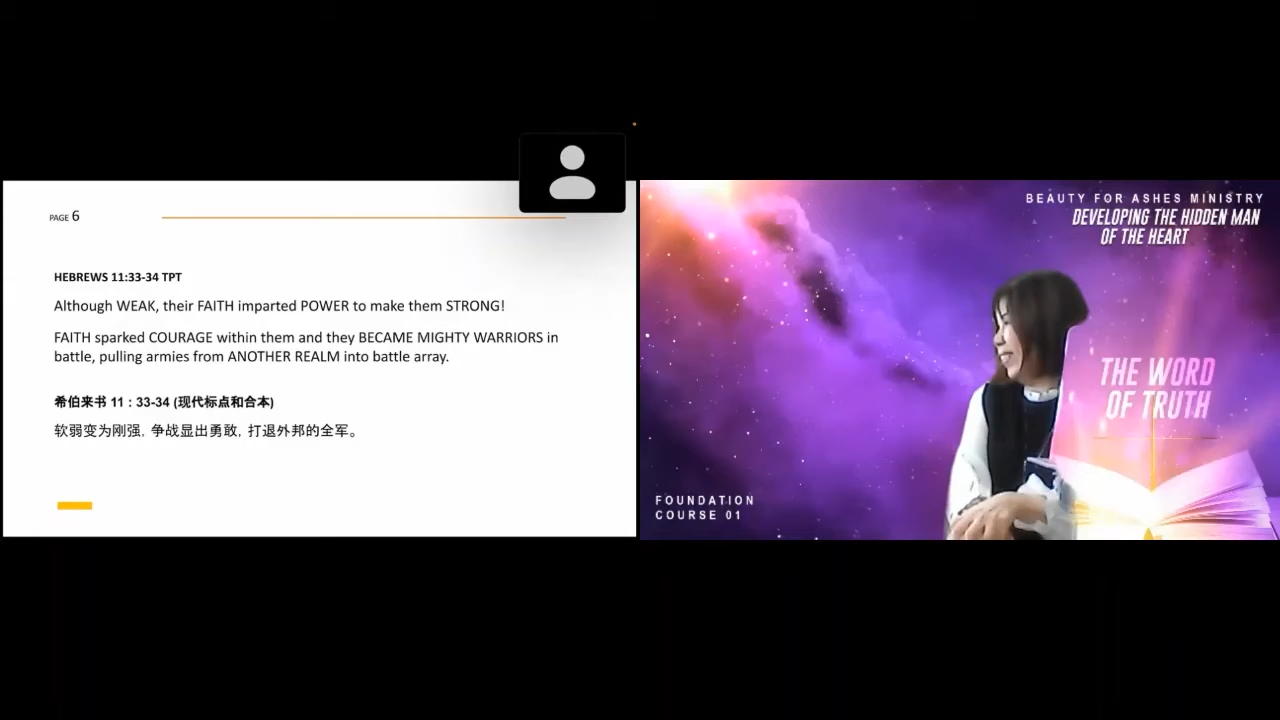 PAGE 6
HEBREWS 11:33-34 TPT
Although WEAK, their FAITH imparted POWER to make them STRONG!
FAITH sparked COURAGE within them and they BECAME MIGHTY WARRIORS in
battle, pulling armies from ANOTHER REALM into battle array.
希伯来书 11 : 33-34 (现代标点和合本)
软弱变为刚强, 争战显出勇敢, 打退外邦的全军。
BEAUTY FOR ASHES MINISTRY
DEVELOPING THE HIDDEN MAN
OF THE HEART
THE WORD
OF TRUTH
FOUNDATION
COURSE 01